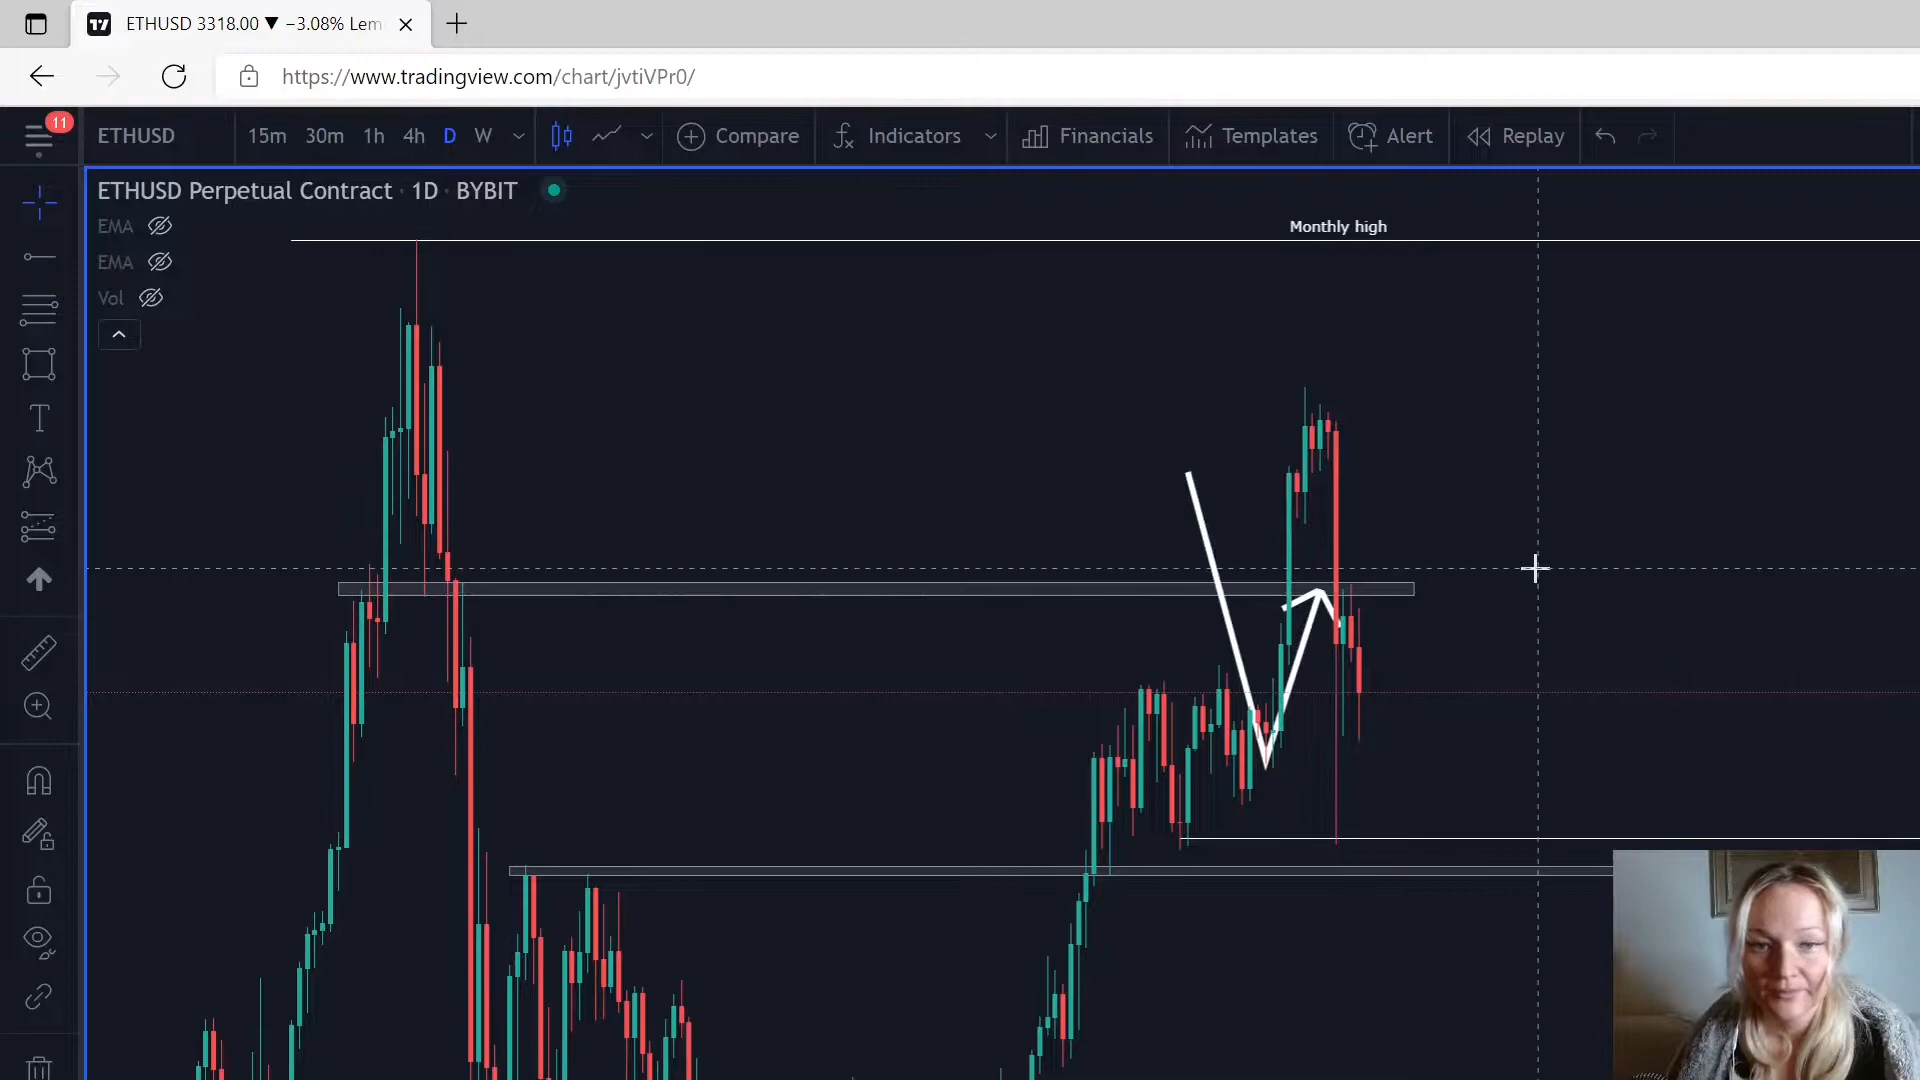 ETHUSD 3318.00 ▼ −3.08% Lem
https://www.tradingview.com/chart/jvtiVPr0/
11
ETHUSD 15m 30m 1h 4h D W Compare Indicators Financials Templates Alert Replay
ETHUSD Perpetual Contract · 1D · BYBIT
EMA
Monthly high
EMA
Vol